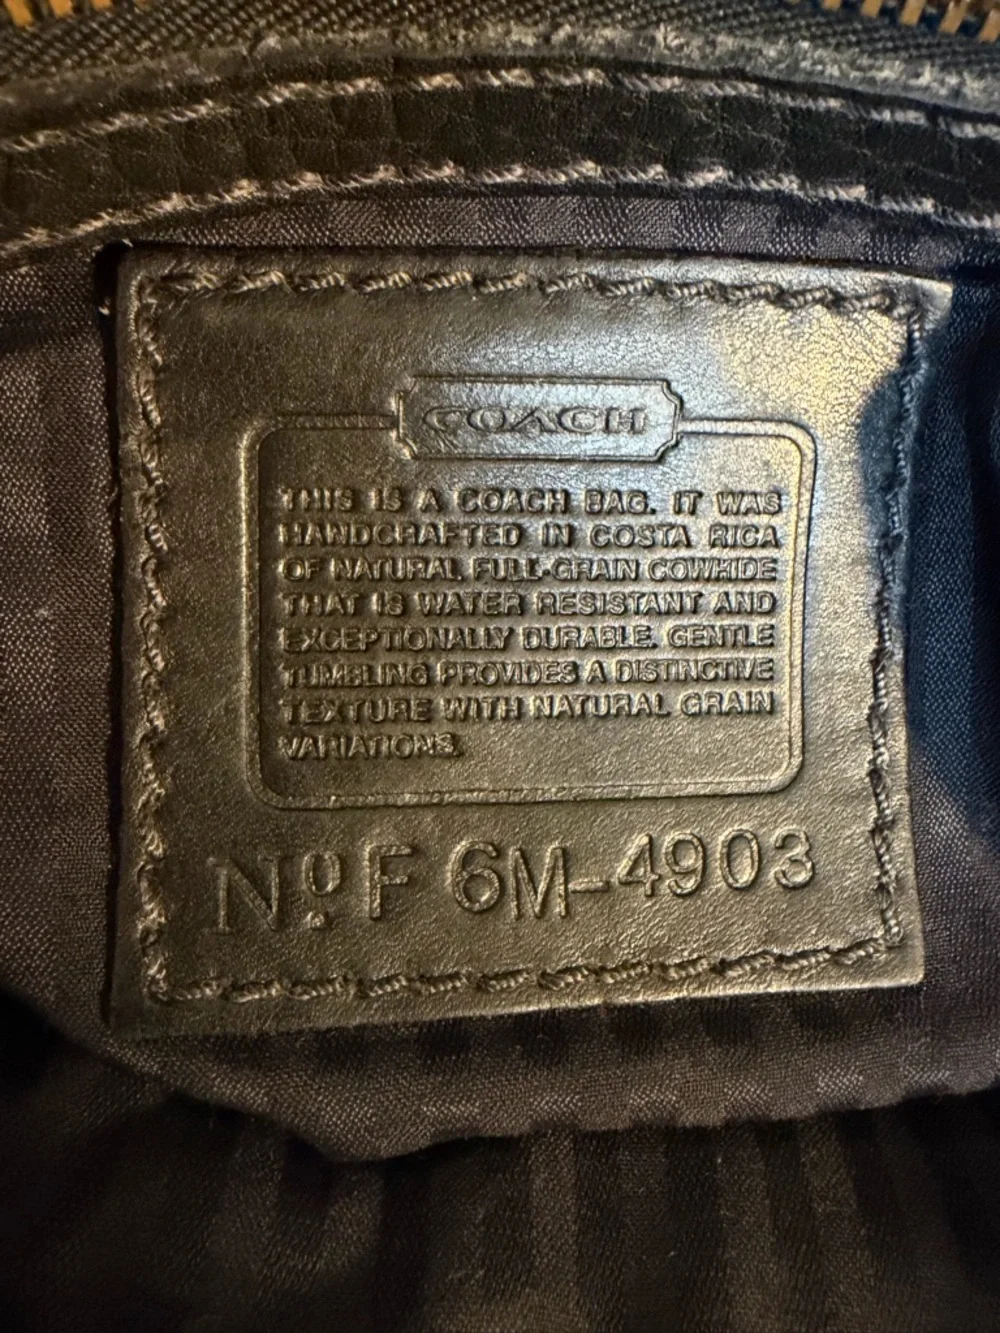 COACH
THIS IS A COACH BAG. IT WAS
HANDCRAFTED IN COSTA RICA
OF NATURAL FULL-GRAIN COWHIDE
THAT IS WATER RESISTANT AND
EXCEPTIONALLY DURABLE. GENTLE
TUMBLING PROVIDES A DISTINCTIVE
TEXTURE WITH NATURAL GRAIN
VARIATIONS.
Nº F6M-4903